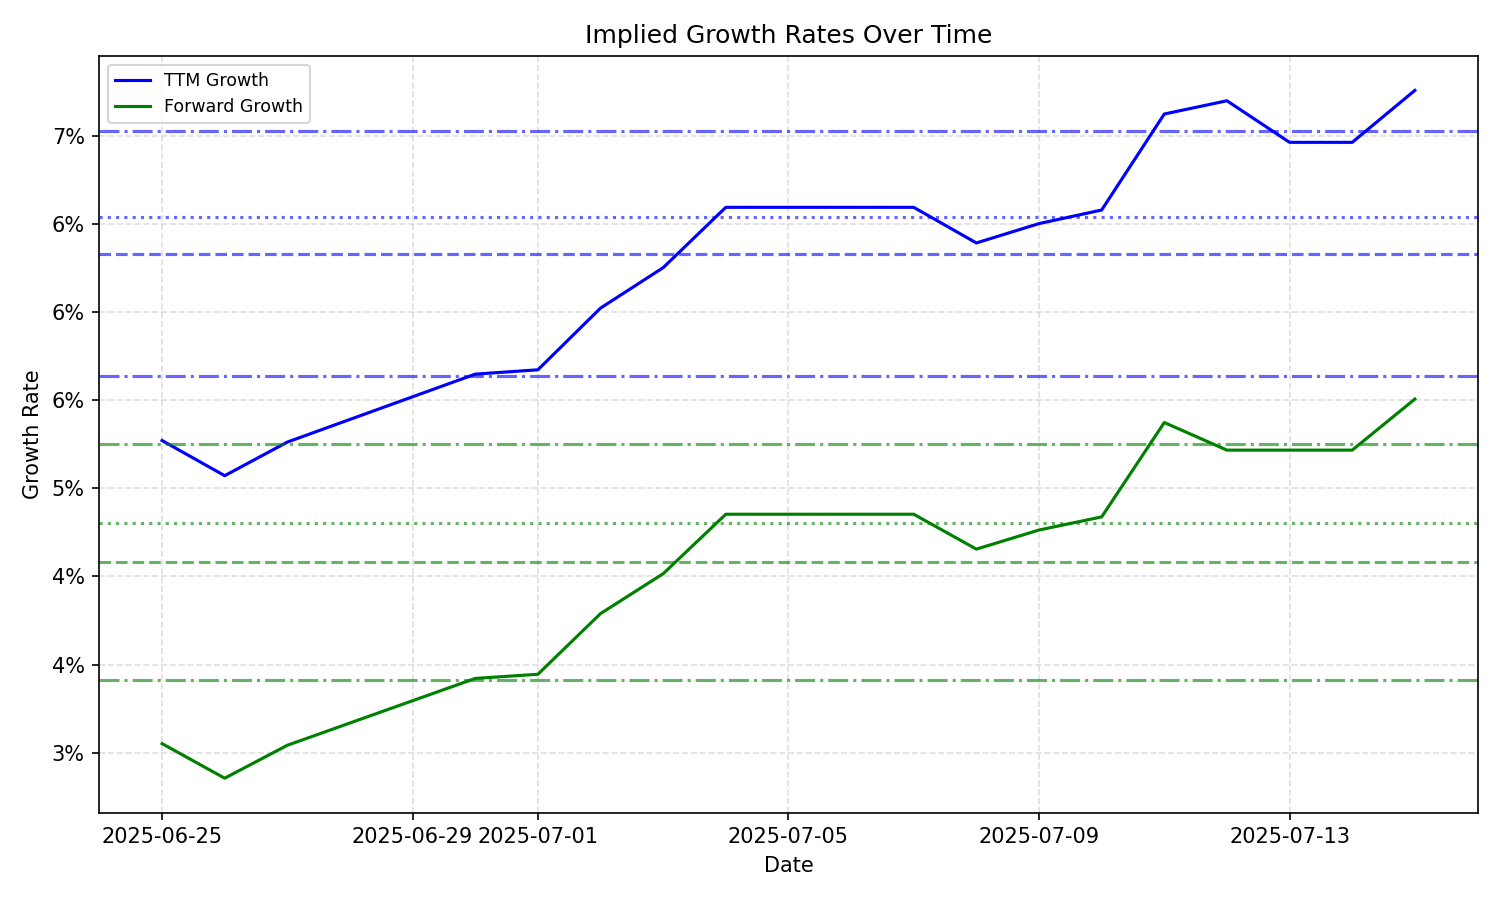 Implied Growth Rates Over Time
TTM Growth
Forward Growth
7%
6%
6%
6%
5%
4%
4%
3%
Growth Rate
2025-06-25
2025-06-29
2025-07-01
2025-07-05
2025-07-09
2025-07-13
Date